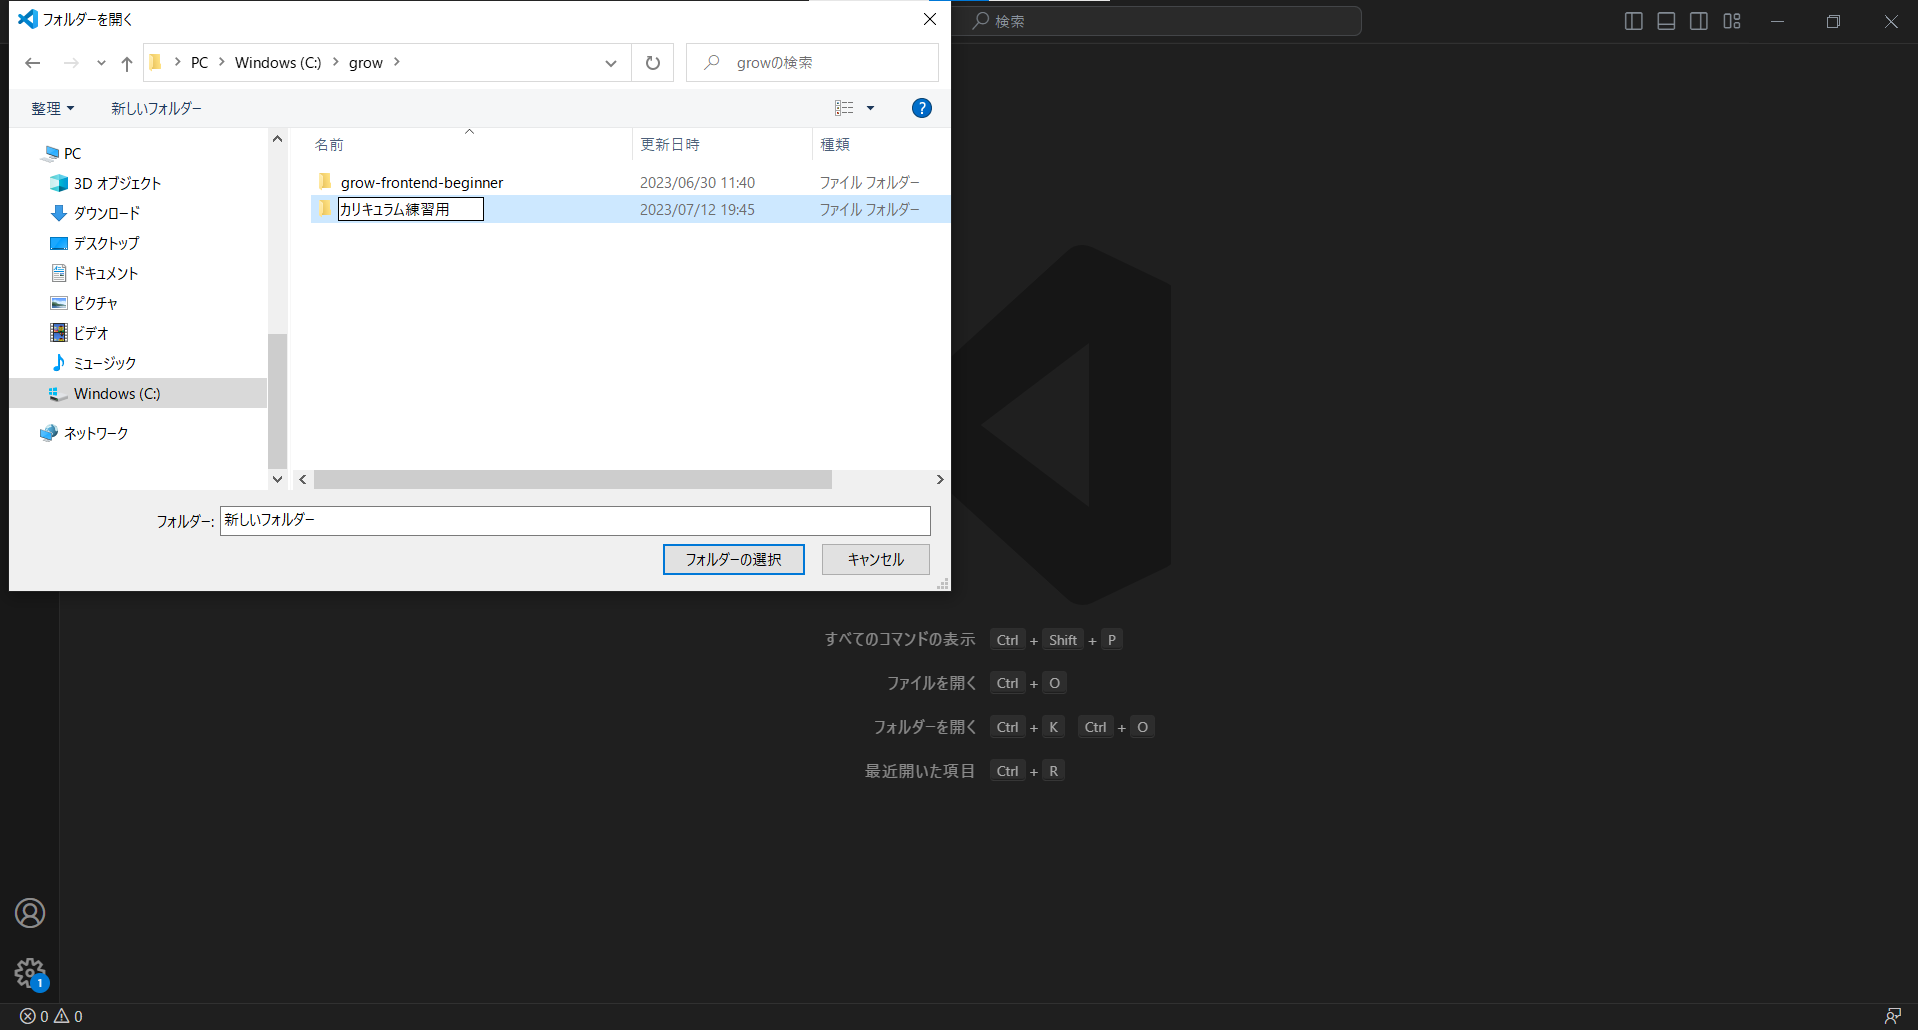 フォルダーを開く
検索
PC
Windows (C:)
grow
growの検索
整理
新しいフォルダー
?
名前
更新日時
種類
PC
3D オブジェクト
ダウンロード
デスクトップ
ドキュメント
ピクチャ
ビデオ
ミュージック
Windows (C:)
ネットワーク
grow-frontend-beginner 2023/06/30 11:40 ファイル フォルダー
カリキュラム練習用 2023/07/12 19:45 ファイル フォルダー
フォルダー: 新しいフォルダー
フォルダーの選択
キャンセル
すべてのコマンドの表示 Ctrl + Shift + P
ファイルを開く Ctrl + O
フォルダーを開く Ctrl + K Ctrl + O
最近開いた項目 Ctrl + R
1
0 0